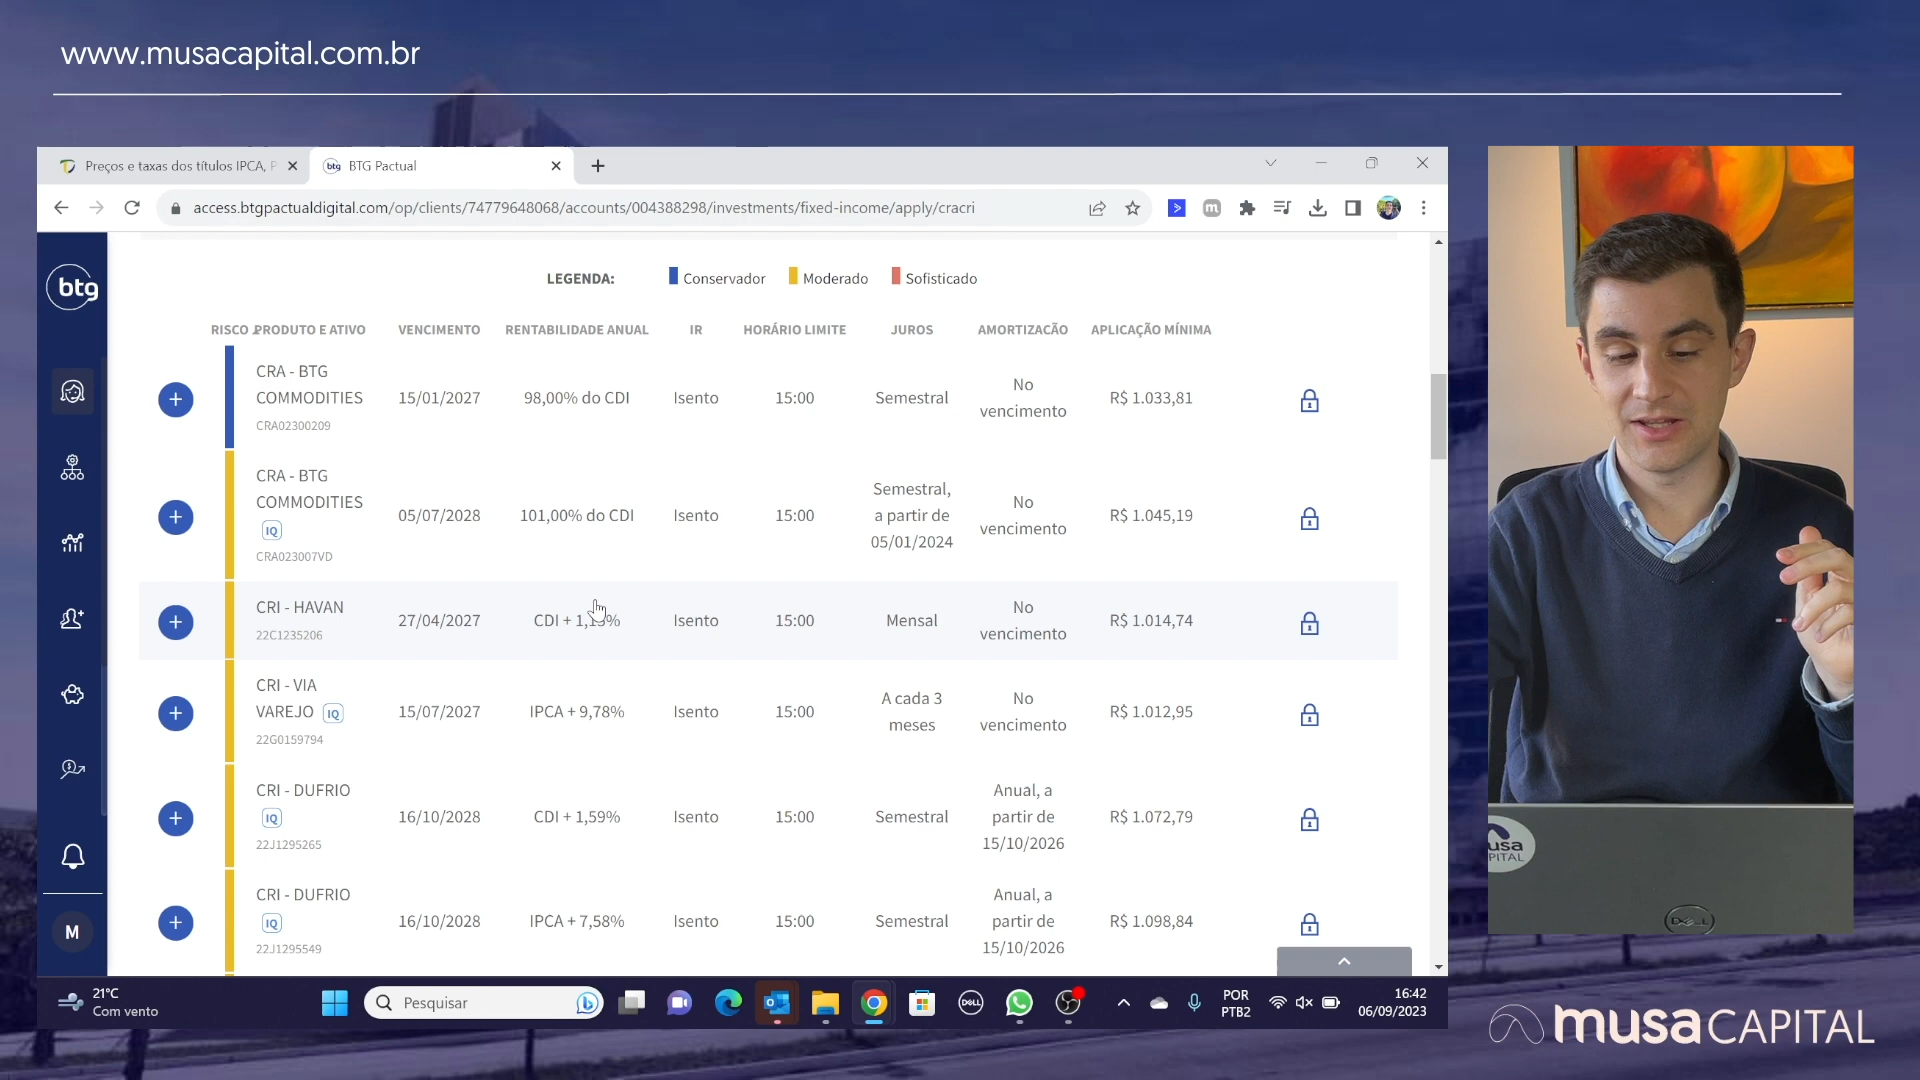 www.musacapital.com.br
Preços e taxas dos títulos IPCA, P
btg BTG Pactual
access.btgpactualdigital.com/op/clients/74779648068/accounts/004388298/investments/fixed-income/apply/cracri
btg
LEGENDA: Conservador Moderado Sofisticado
RISCO PRODUTO E ATIVO VENCIMENTO RENTABILIDADE ANUAL IR HORÁRIO LIMITE JUROS AMORTIZAÇÃO APLICAÇÃO MÍNIMA
CRA - BTG
COMMODITIES
CRA02300209
15/01/2027 98,00% do CDI Isento 15:00 Semestral
No
vencimento
R$ 1.033,81
CRA - BTG
COMMODITIES
IQ
CRA023007VD
05/07/2028 101,00% do CDI Isento 15:00
Semestral,
a partir de
05/01/2024
No
vencimento
R$ 1.045,19
CRI - HAVAN
22C1235206
27/04/2027 CDI + Isento 15:00 Mensal
No
vencimento
R$ 1.014,74
CRI - VIA
VAREJO IQ
22G0159794
15/07/2027 IPCA + 9,78% Isento 15:00
A cada 3
meses
No
vencimento
R$ 1.012,95
CRI - DUFRIO
IQ
22J1295265
16/10/2028 CDI + 1,59% Isento 15:00 Semestral
Anual, a
partir de
15/10/2026
R$ 1.072,79
CRI - DUFRIO
IQ
22J1295549
16/10/2028 IPCA + 7,58% Isento 15:00 Semestral
Anual, a
partir de
15/10/2026
R$ 1.098,84
M
21°C
Com vento
Pesquisar
DELL
POR
PTB2
16:42
06/09/2023
usa
PITAL
DELL
musa CAPITAL